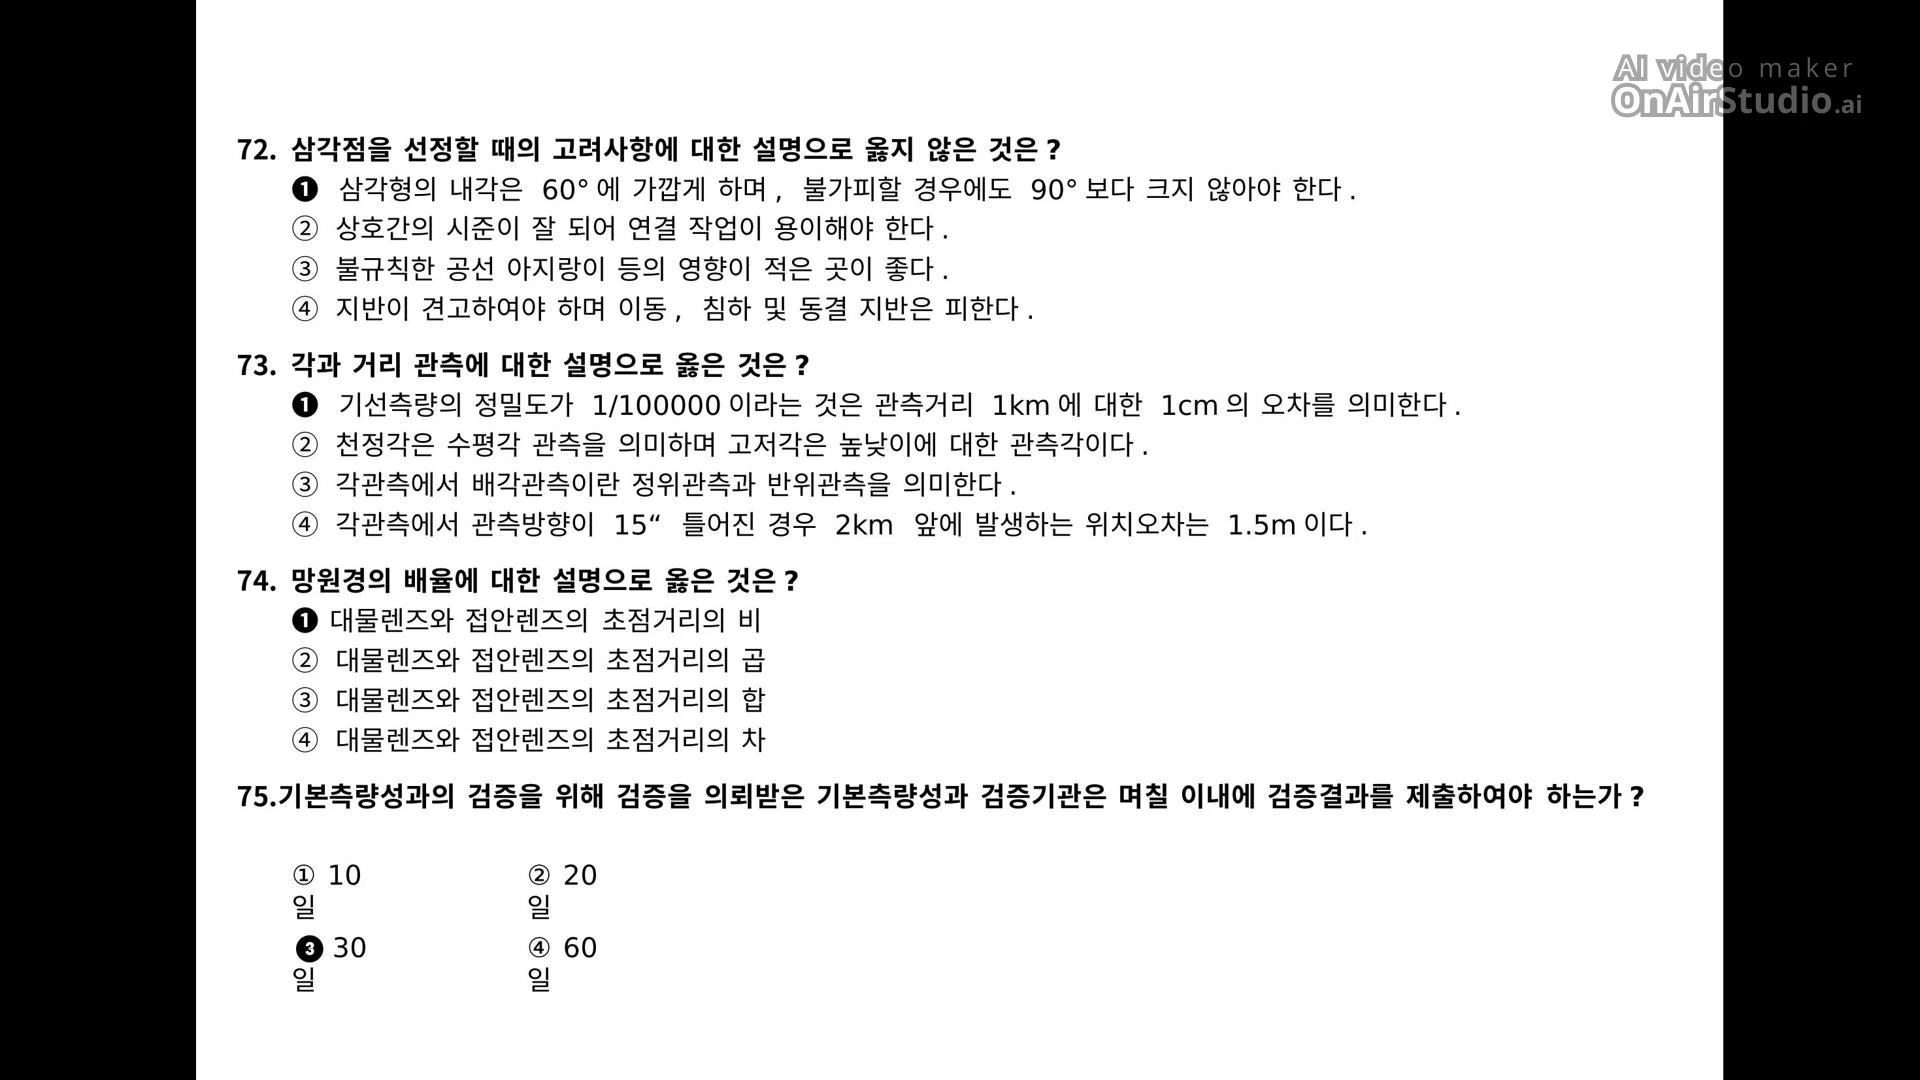 AI video maker
OnAirStudio.ai
72. 삼각점을 선정할 때의 고려사항에 대한 설명으로 옳지 않은 것은 ?
❶ 삼각형의 내각은 60° 에 가깝게 하며 , 불가피할 경우에도 90° 보다 크지 않아야 한다 .
② 상호간의 시준이 잘 되어 연결 작업이 용이해야 한다 .
③ 불규칙한 공선 아지랑이 등의 영향이 적은 곳이 좋다 .
④ 지반이 견고하여야 하며 이동 , 침하 및 동결 지반은 피한다 .
73. 각과 거리 관측에 대한 설명으로 옳은 것은 ?
❶ 기선측량의 정밀도가 1/100000 이라는 것은 관측거리 1km 에 대한 1cm 의 오차를 의미한다 .
② 천정각은 수평각 관측을 의미하며 고저각은 높낮이에 대한 관측각이다 .
③ 각관측에서 배각관측이란 정위관측과 반위관측을 의미한다 .
④ 각관측에서 관측방향이 15“ 틀어진 경우 2km 앞에 발생하는 위치오차는 1.5m 이다 .
74. 망원경의 배율에 대한 설명으로 옳은 것은 ?
❶ 대물렌즈와 접안렌즈의 초점거리의 비
② 대물렌즈와 접안렌즈의 초점거리의 곱
③ 대물렌즈와 접안렌즈의 초점거리의 합
④ 대물렌즈와 접안렌즈의 초점거리의 차
75.기본측량성과의 검증을 위해 검증을 의뢰받은 기본측량성과 검증기관은 며칠 이내에 검증결과를 제출하여야 하는가 ?
① 10 ② 20
일 일
❸ 30 ④ 60
일 일